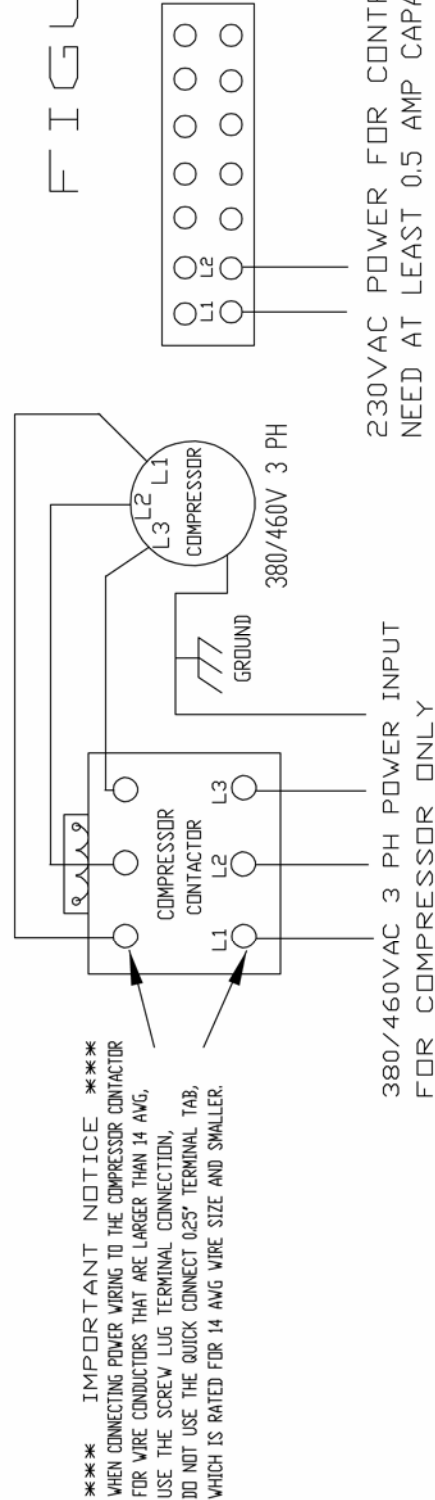 FIGU
*** IMPORTANT NOTICE ***
WHEN CONNECTING POWER WIRING TO THE COMPRESSOR CONTACTOR
FOR WIRE CONDUCTORS THAT ARE LARGER THAN 14 AWG,
USE THE SCREW LUG TERMINAL CONNECTION,
DO NOT USE THE QUICK CONNECT 0.25" TERMINAL TAB,
WHICH IS RATED FOR 14 AWG WIRE SIZE AND SMALLER.
COMPRESSOR
CONTACTOR
L1
L2
L3
L3
L2
L1
COMPRESSOR
380/460V 3 PH
GROUND
L1
L2
380/460VAC 3 PH POWER INPUT
FOR COMPRESSOR ONLY
230VAC POWER FOR CONTR
NEED AT LEAST 0.5 AMP CAPA